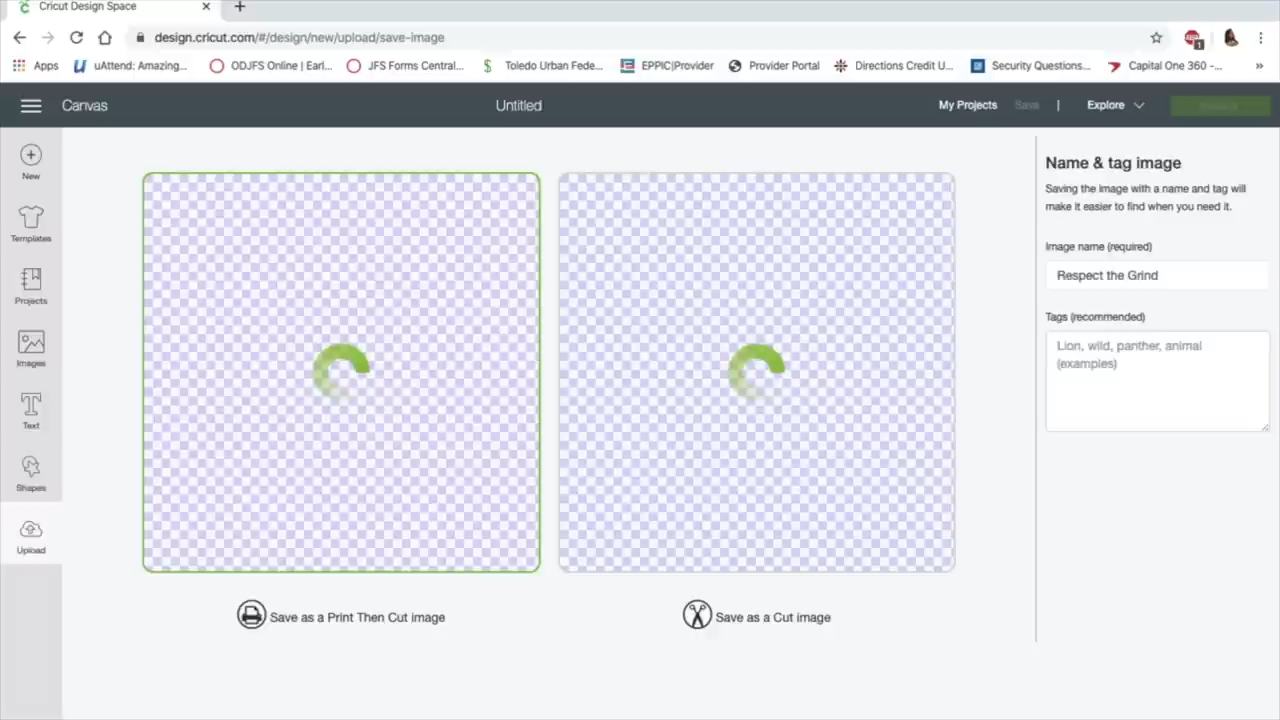 Cricut Design Space
design.cricut.com/#/design/new/upload/save-image
1
Apps
uAttend: Amazing...
ODJFS Online | Earl...
JFS Forms Central...
Toledo Urban Fede...
EPPIC|Provider
Provider Portal
Directions Credit U...
Security Questions...
Capital One 360 -...
Canvas
Untitled
My Projects
Save
Explore
New
Templates
Projects
Images
Text
Shapes
Upload
Save as a Print Then Cut image
Save as a Cut image
Name & tag image
Saving the image with a name and tag will
make it easier to find when you need it.
Image name (required)
Respect the Grind
Tags (recommended)
Lion, wild, panther, animal
(examples)